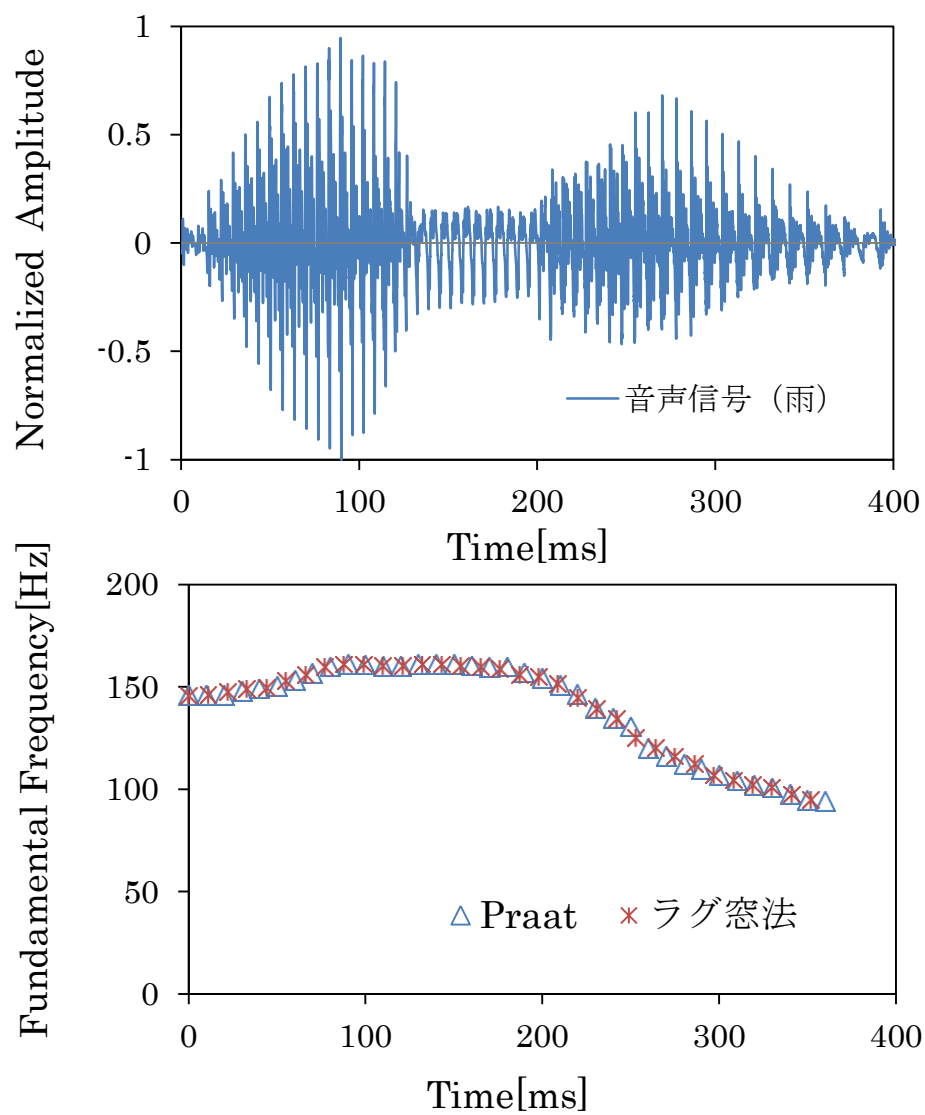 Normalized Amplitude
1
0.5
0
-0.5
-1
音声信号（雨）
0 100 200 300 400
Time[ms]
Fundamental Frequency[Hz]
200
150
100
50
0
Praat ラグ窓法
0 100 200 300 400
Time[ms]